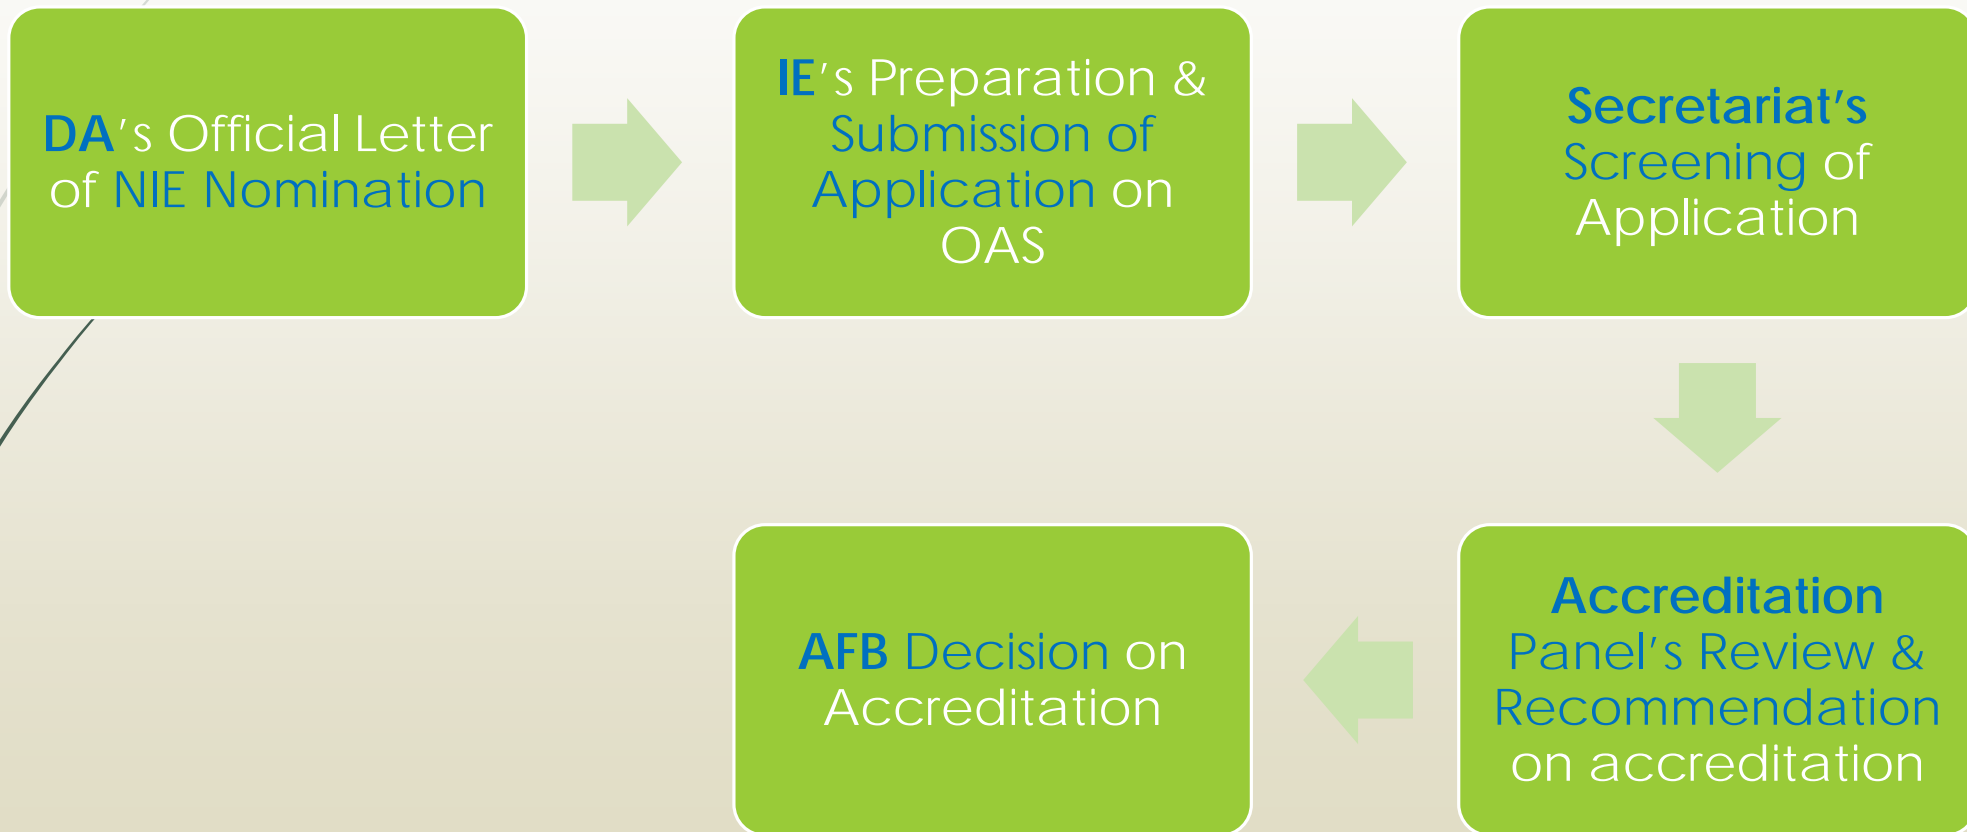 DA's Official Letter
of NIE Nomination
IE's Preparation &
Submission of
Application on
OAS
Secretariat's
Screening of
Application
Accreditation
Panel's Review &
Recommendation
on accreditation
AFB Decision on
Accreditation